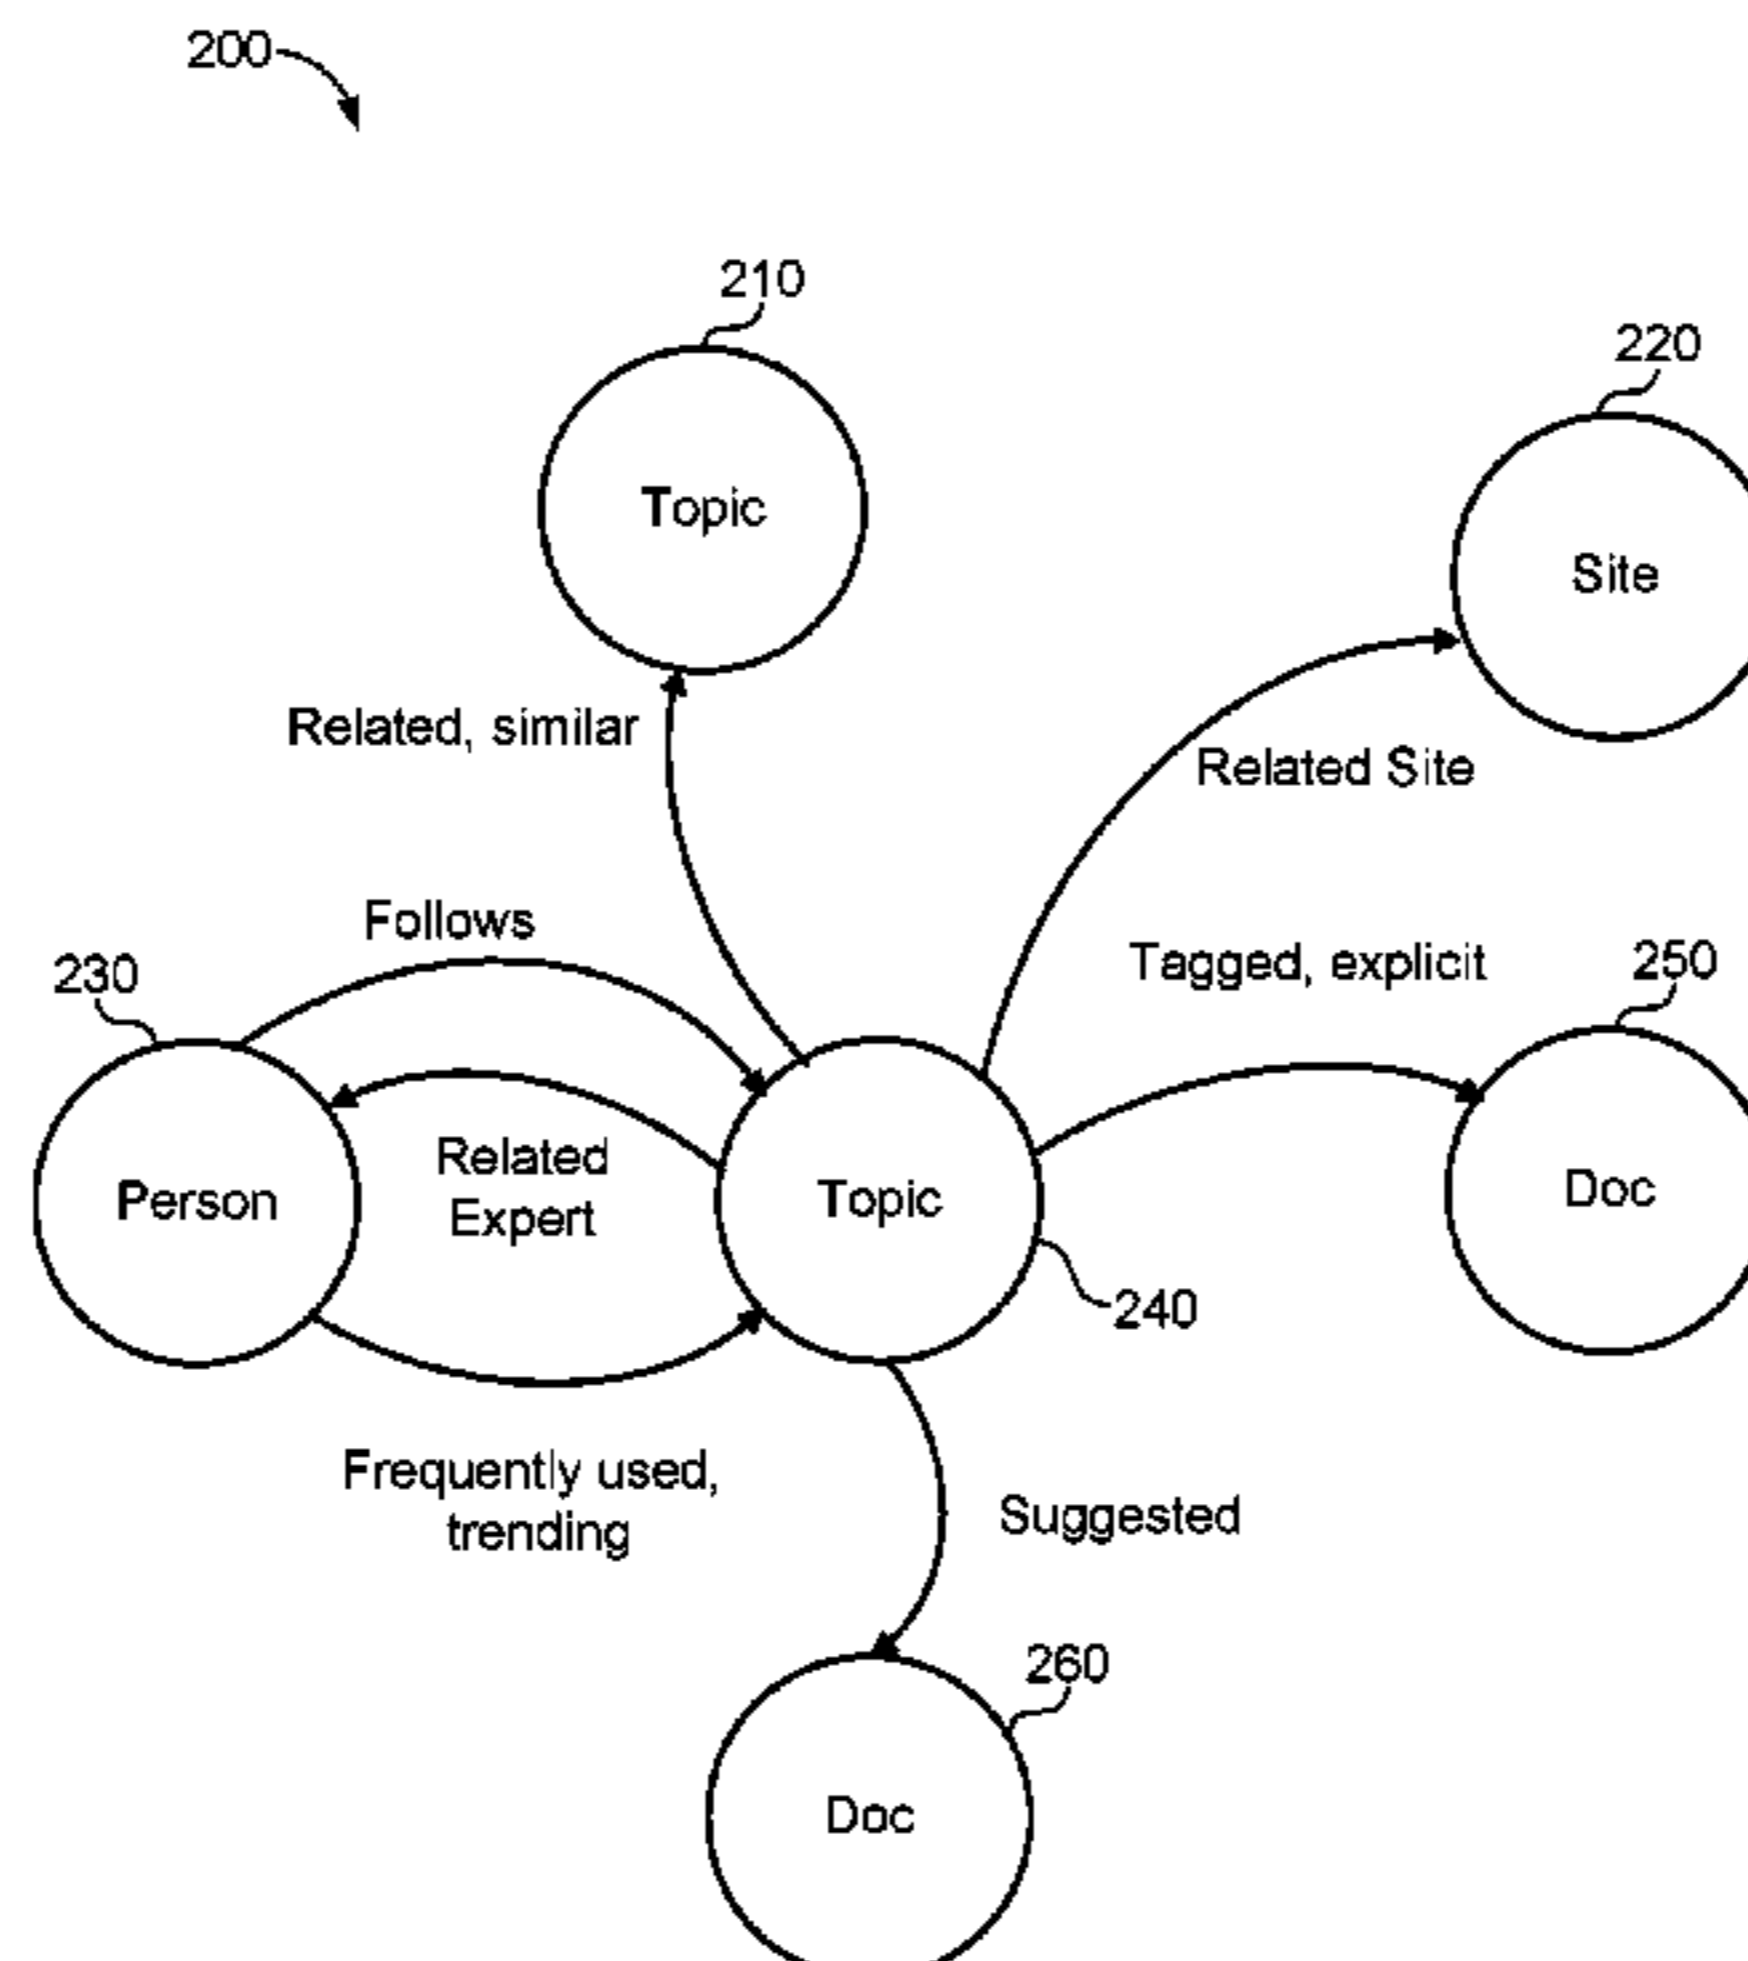 200
210
220
Topic
Site
Related, similar
Related Site
Follows
Tagged, explicit
250
230
Related
Expert
Person
Topic
Doc
240
Frequently used,
trending
Suggested
260
Doc